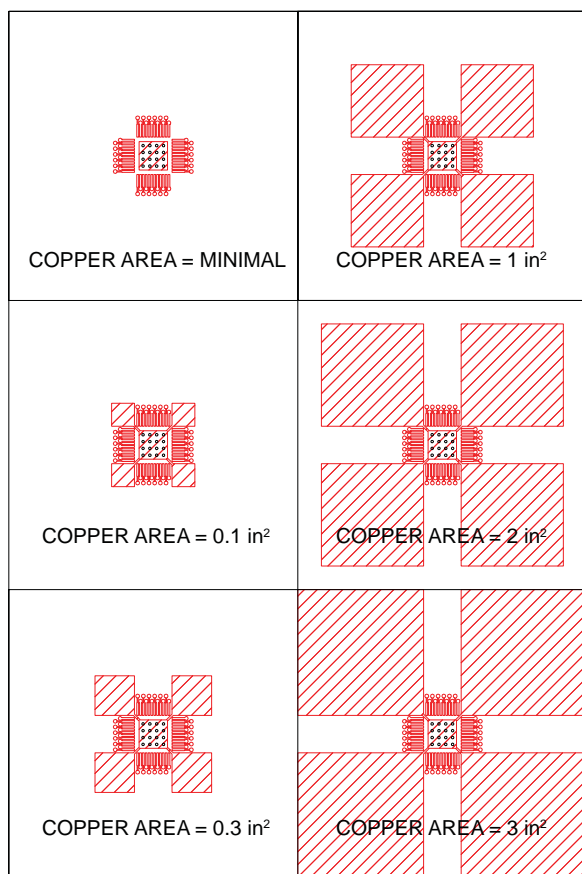 COPPER AREA = MINIMAL
COPPER AREA = 1 in²
COPPER AREA = 0.1 in²
COPPER AREA = 2 in²
COPPER AREA = 0.3 in²
COPPER AREA = 3 in²